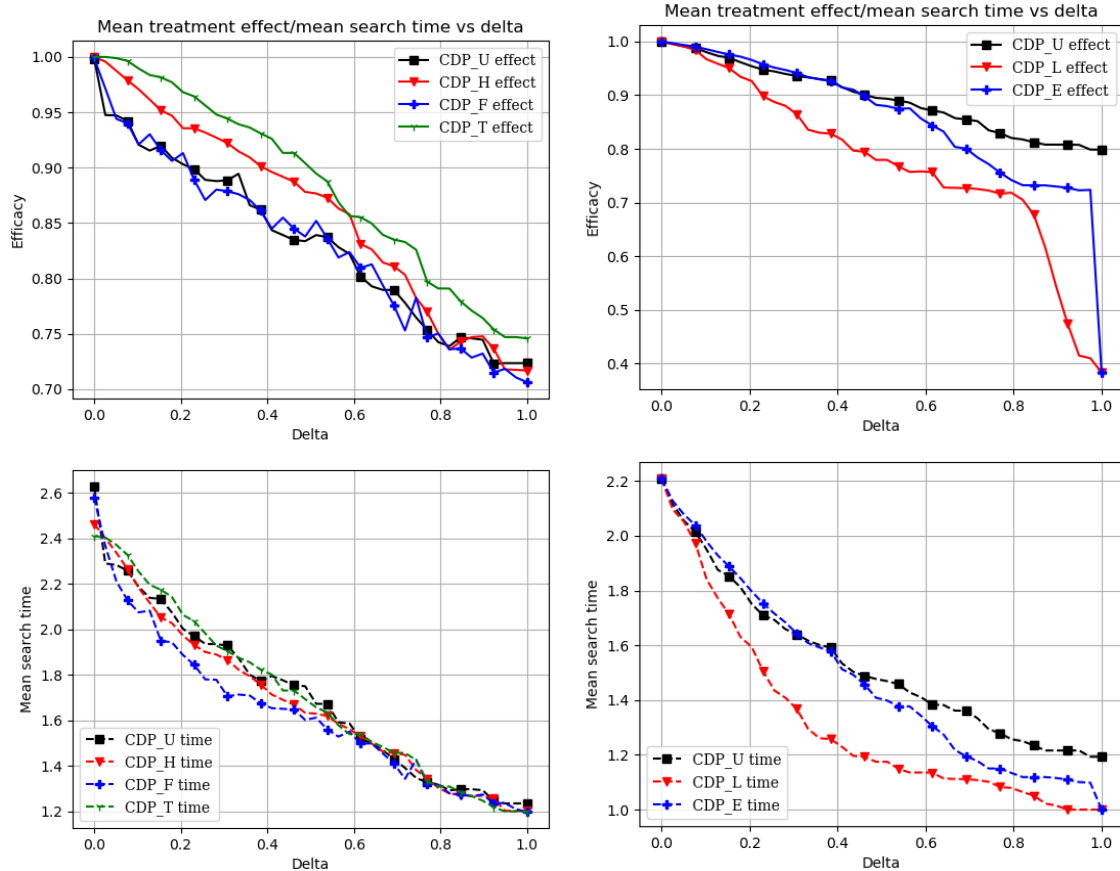 Mean treatment effect/mean search time vs delta
1.00
0.95
0.90
0.85
0.80
0.75
0.70
Efficacy
CDP_U effect
CDP_H effect
CDP_F effect
CDP_T effect
0.0 0.2 0.4 0.6 0.8 1.0
Delta
Mean treatment effect/mean search time vs delta
1.0
0.9
0.8
0.7
0.6
0.5
0.4
Efficacy
CDP_U effect
CDP_L effect
CDP_E effect
0.0 0.2 0.4 0.6 0.8 1.0
Delta
2.6
2.4
2.2
2.0
1.8
1.6
1.4
1.2
Mean search time
CDP_U time
CDP_H time
CDP_F time
CDP_T time
0.0 0.2 0.4 0.6 0.8 1.0
Delta
2.2
2.0
1.8
1.6
1.4
1.2
1.0
Mean search time
CDP_U time
CDP_L time
CDP_E time
0.0 0.2 0.4 0.6 0.8 1.0
Delta